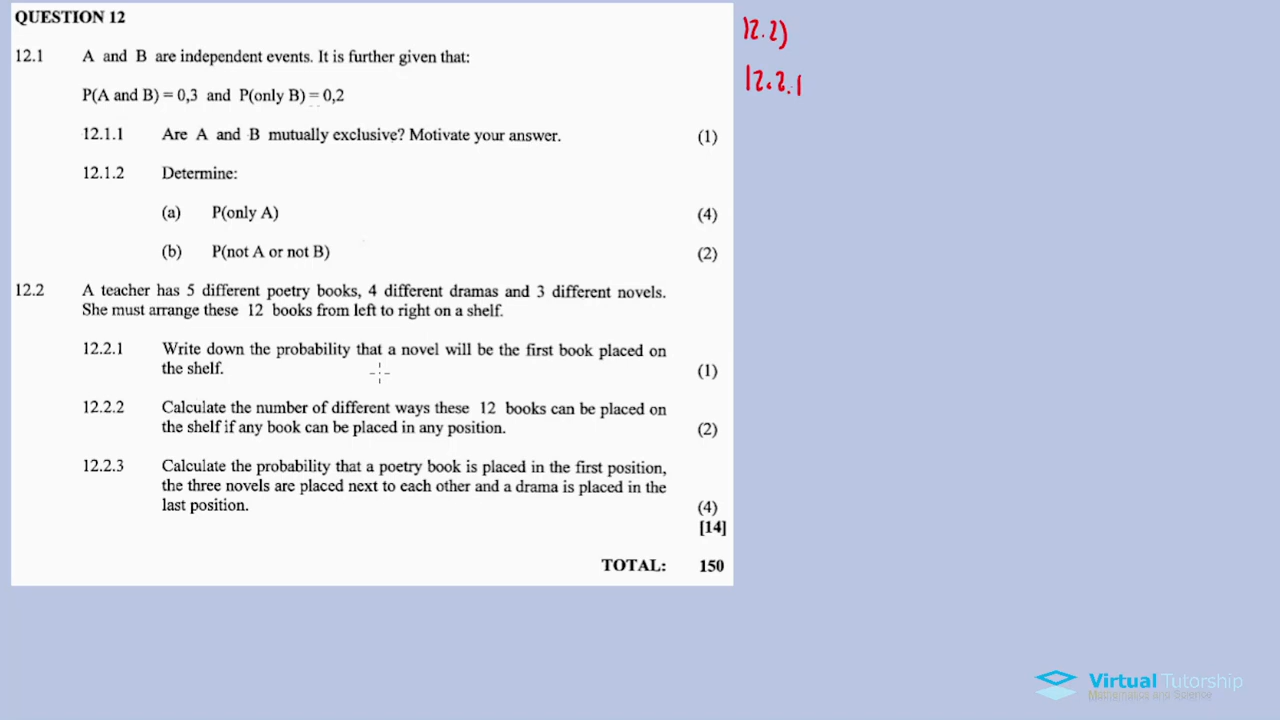 QUESTION 12
12.1 A and B are independent events. It is further given that:
P(A and B) = 0,3 and P(only B) = 0,2
12.1.1 Are A and B mutually exclusive? Motivate your answer. (1)
12.1.2 Determine:
(a) P(only A) (4)
(b) P(not A or not B) (2)
12.2 A teacher has 5 different poetry books, 4 different dramas and 3 different novels.
She must arrange these 12 books from left to right on a shelf.
12.2.1 Write down the probability that a novel will be the first book placed on
the shelf. (1)
12.2.2 Calculate the number of different ways these 12 books can be placed on
the shelf if any book can be placed in any position. (2)
12.2.3 Calculate the probability that a poetry book is placed in the first position,
the three novels are placed next to each other and a drama is placed in the
last position. (4)
[14]
TOTAL: 150
12.2)
12.2.1
Virtual Tutorship
Mathematics and Science